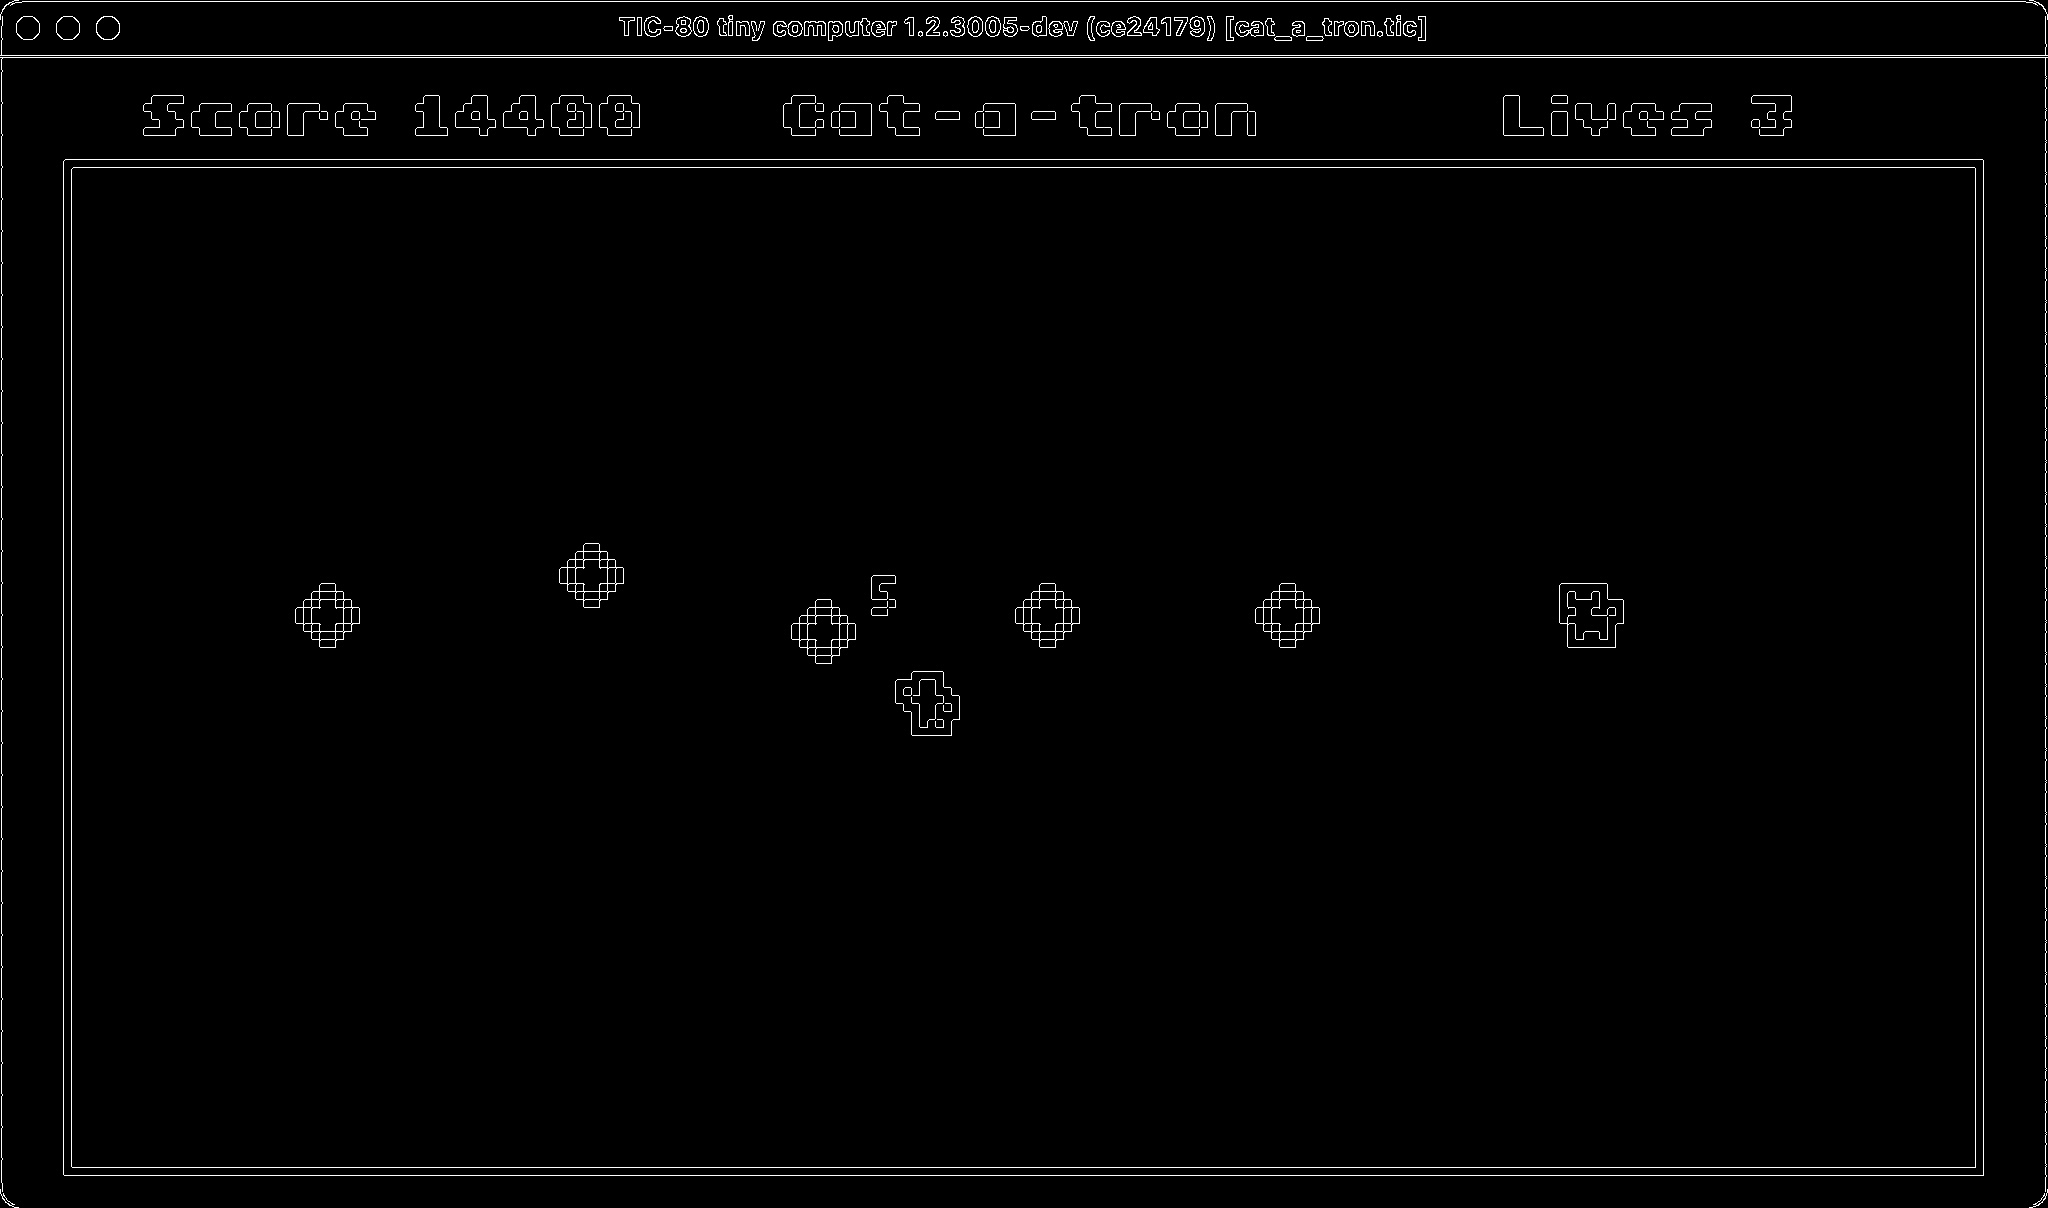 TIC-80 tiny computer 1.2.3005-dev (ce24179) [cat_a_tron.tic]
Score 14400 Cat-a-tron Lives 3
5